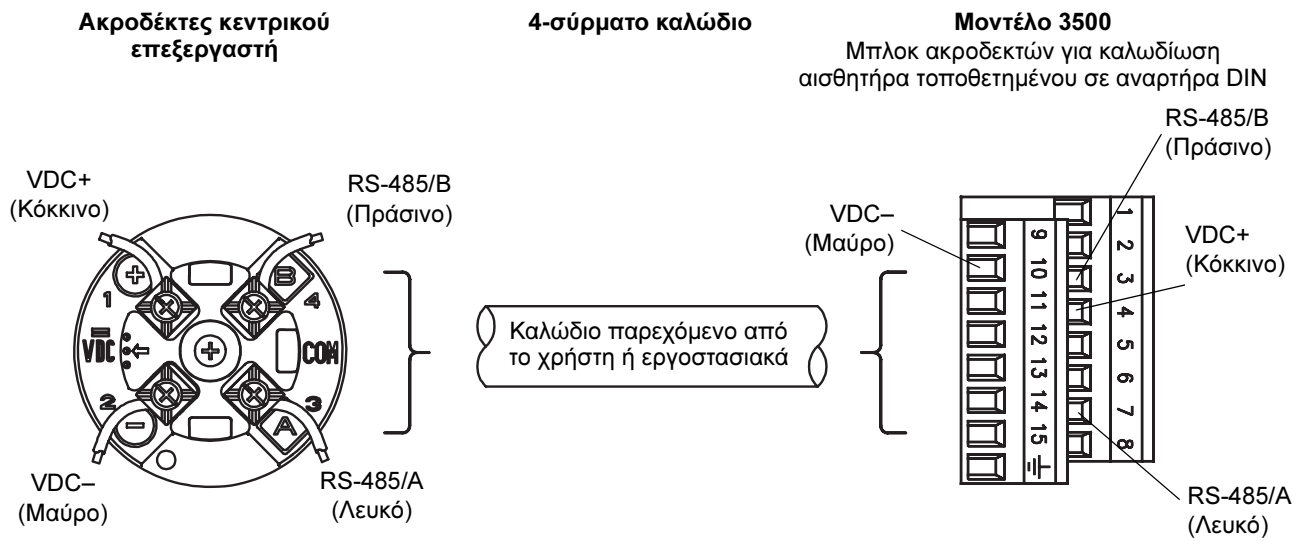 Ακροδέκτες κεντρικού
επεξεργαστή
4-σύρματο καλώδιο
Μοντέλο 3500
Μπλοκ ακροδεκτών για καλωδίωση
αισθητήρα τοποθετημένου σε αναρτήρα DIN
VDC+
(Κόκκινο)
RS-485/B
(Πράσινο)
1
B
4
VDC
COM
2
3
A
VDC–
(Μαύρο)
RS-485/A
(Λευκό)
Καλώδιο παρεχόμενο από
το χρήστη ή εργοστασιακά
RS-485/B
(Πράσινο)
VDC–
(Μαύρο)
VDC+
(Κόκκινο)
9
10
11
12
13
14
15
1
2
3
4
5
6
7
8
RS-485/A
(Λευκό)